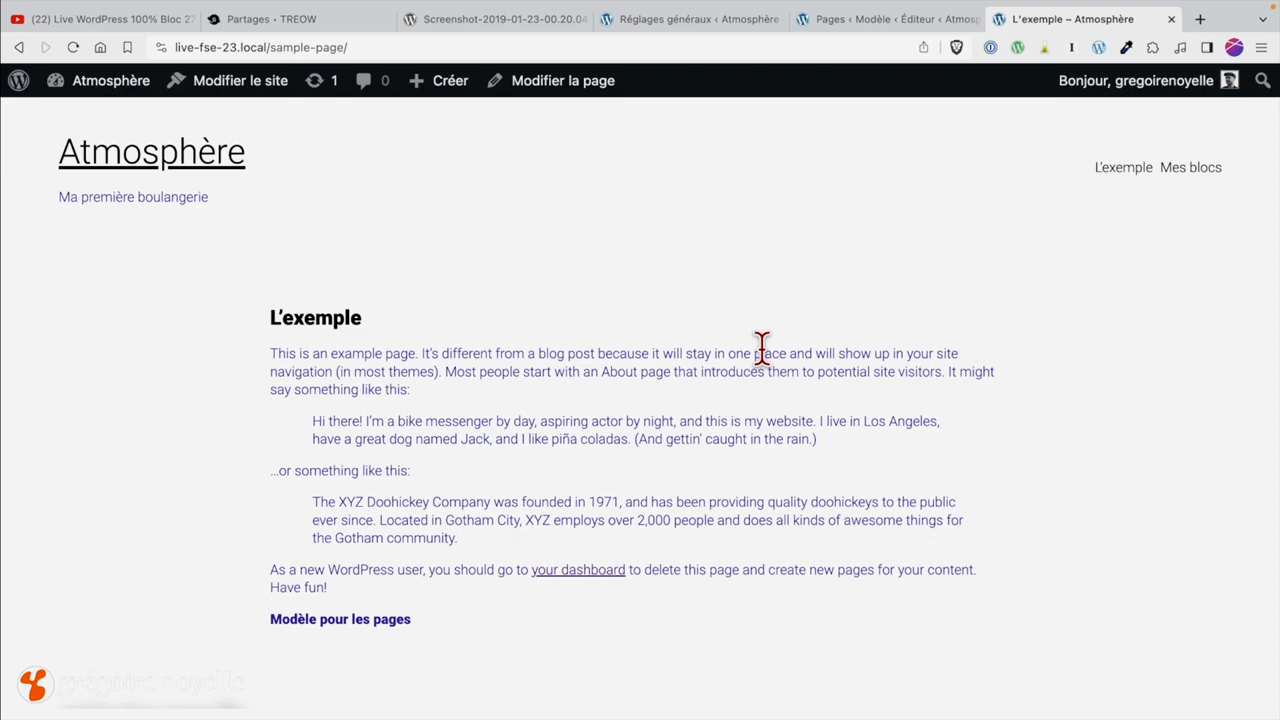 (22) Live WordPress 100% Bloc 27
Partages • TREOW
Screenshot-2019-01-23-00.20.04
Réglages généraux ‹ Atmosphère
Pages ‹ Modèle ‹ Éditeur ‹ Atmosp
L'exemple – Atmosphère
live-fse-23.local/sample-page/
Atmosphère
Modifier le site
1
0
Créer
Modifier la page
Bonjour, gregoirenoyelle
Atmosphère
L'exemple Mes blocs
Ma première boulangerie
L'exemple
This is an example page. It's different from a blog post because it will stay in one place and will show up in your site
navigation (in most themes). Most people start with an About page that introduces them to potential site visitors. It might
say something like this:
Hi there! I'm a bike messenger by day, aspiring actor by night, and this is my website. I live in Los Angeles,
have a great dog named Jack, and I like piña coladas. (And gettin' caught in the rain.)
…or something like this:
The XYZ Doohickey Company was founded in 1971, and has been providing quality doohickeys to the public
ever since. Located in Gotham City, XYZ employs over 2,000 people and does all kinds of awesome things for
the Gotham community.
As a new WordPress user, you should go to your dashboard to delete this page and create new pages for your content.
Have fun!
Modèle pour les pages
grégoire noyelle